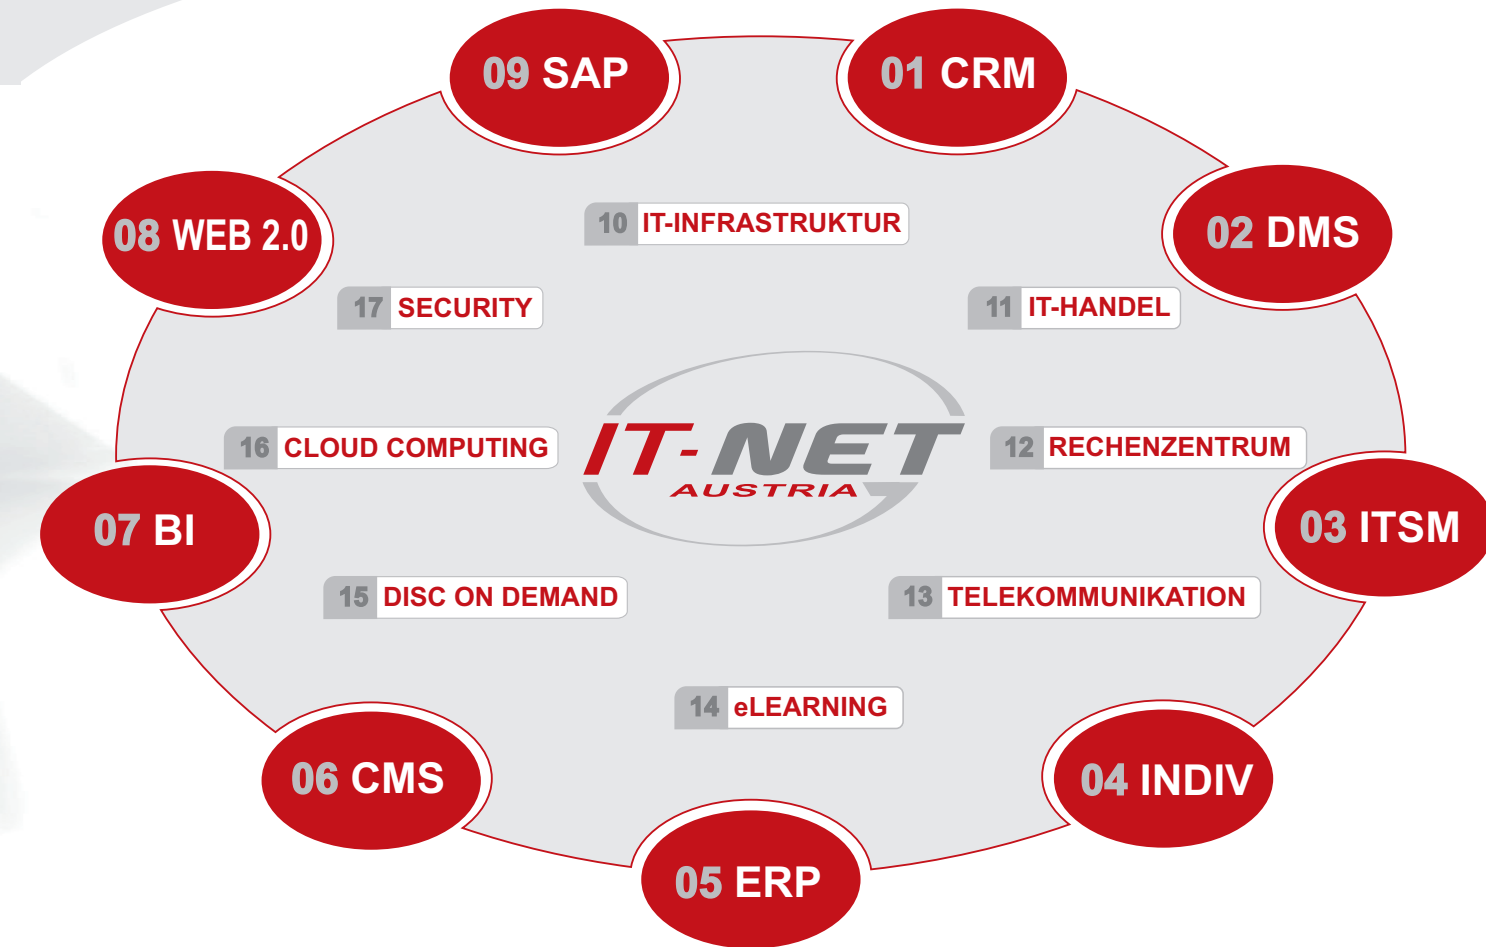 09 SAP
01 CRM
08 WEB 2.0
02 DMS
10 IT-INFRASTRUKTUR
17 SECURITY
11 IT-HANDEL
IT-NET
AUSTRIA
16 CLOUD COMPUTING
12 RECHENZENTRUM
07 BI
03 ITSM
15 DISC ON DEMAND
13 TELEKOMMUNIKATION
14 eLEARNING
06 CMS
04 INDIV
05 ERP